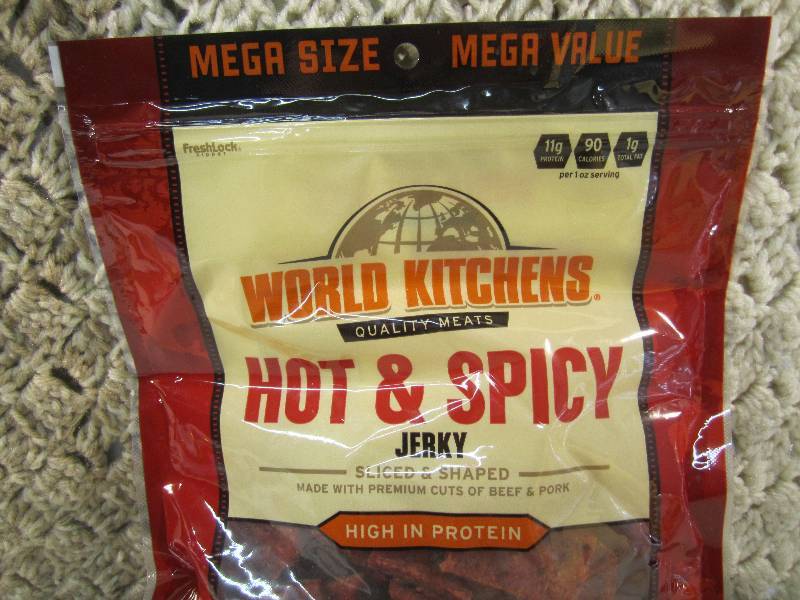 MEGA SIZE MEGA VALUE
FreshLock®
zipper
11g PROTEIN 90 CALORIES 1g TOTAL FAT
per 1 oz serving
WORLD KITCHENS®
QUALITY MEATS
HOT & SPICY
JERKY
SLICED & SHAPED
MADE WITH PREMIUM CUTS OF BEEF & PORK
HIGH IN PROTEIN